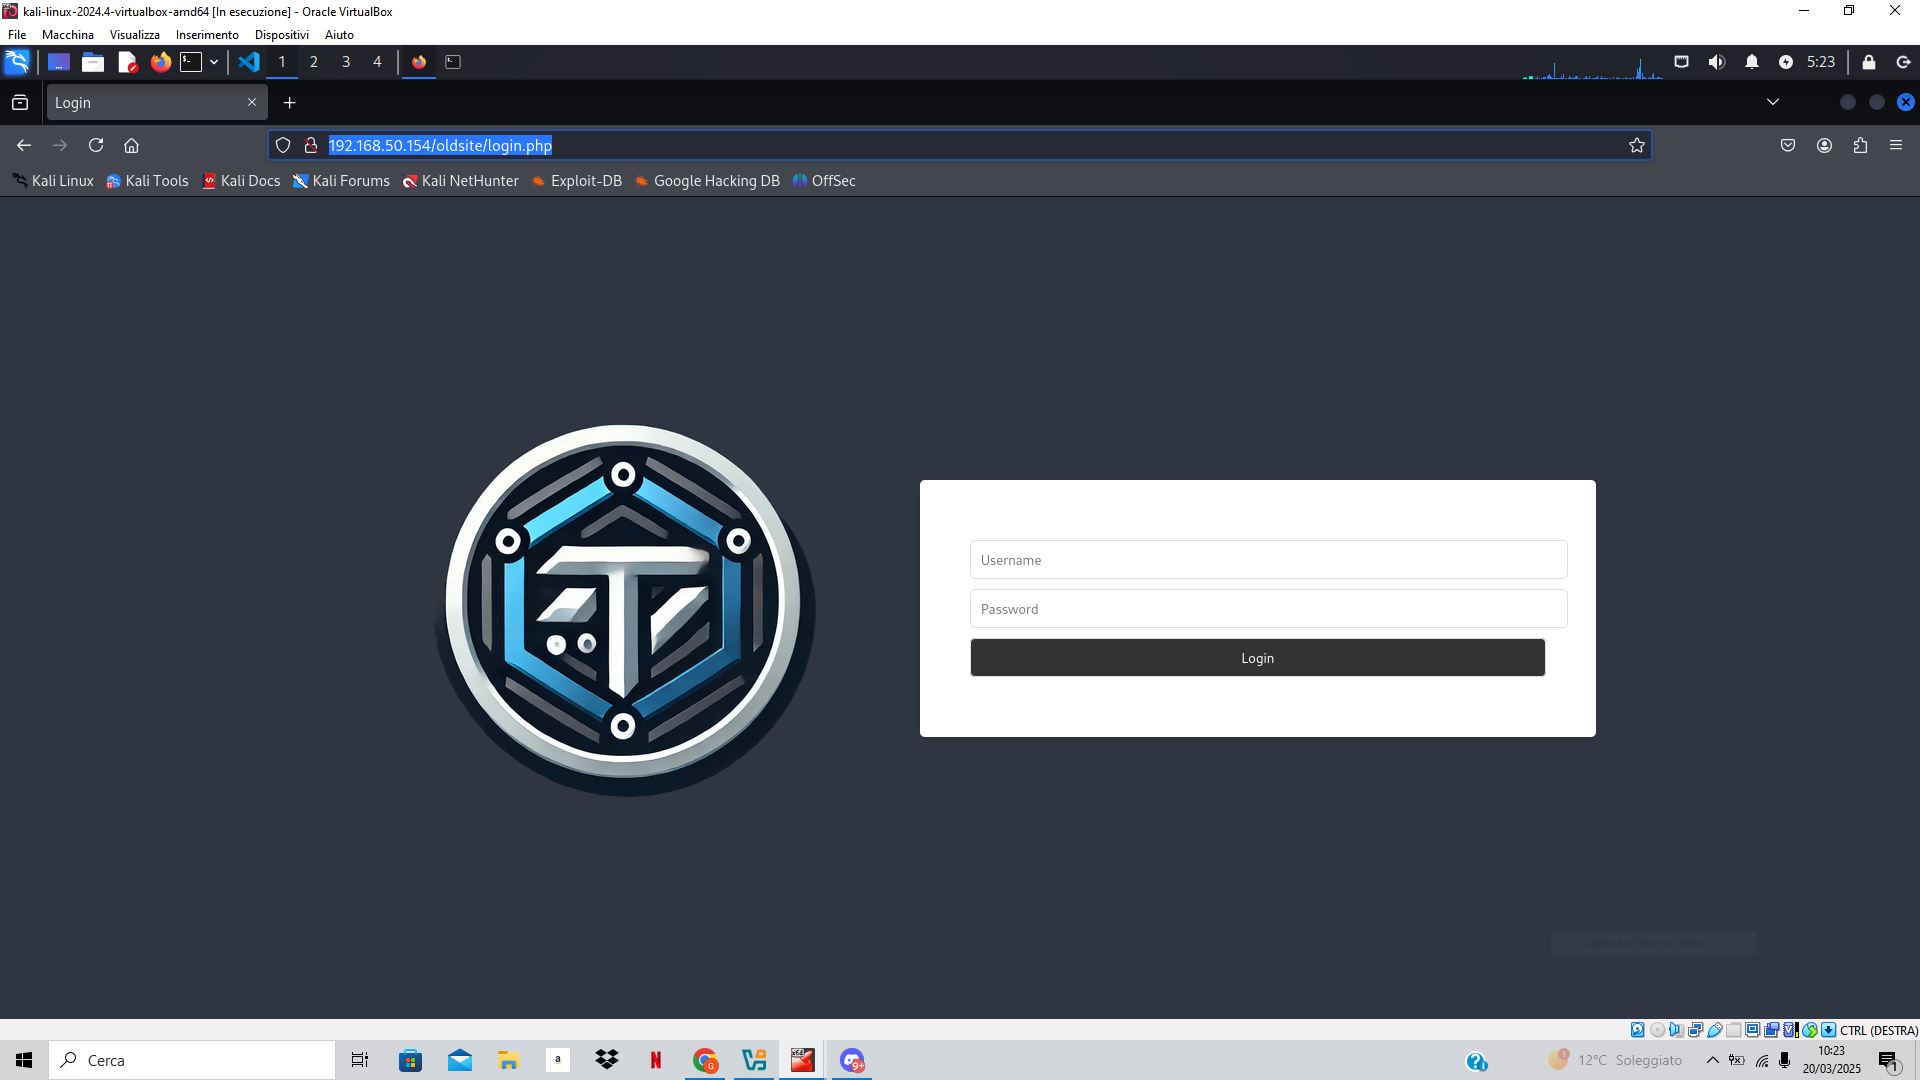 kali-linux-2024.4-virtualbox-amd64 [In esecuzione] - Oracle VirtualBox
File Macchina Visualizza Inserimento Dispositivi Aiuto
1 2 3 4 5:23
Login
192.168.50.154/oldsite/login.php
Kali Linux Kali Tools Kali Docs Kali Forums Kali NetHunter Exploit-DB Google Hacking DB OffSec
Username
Password
Login
Cattura schermo intero
CTRL (DESTRA)
Cerca
12°C Soleggiato
10:23
20/03/2025